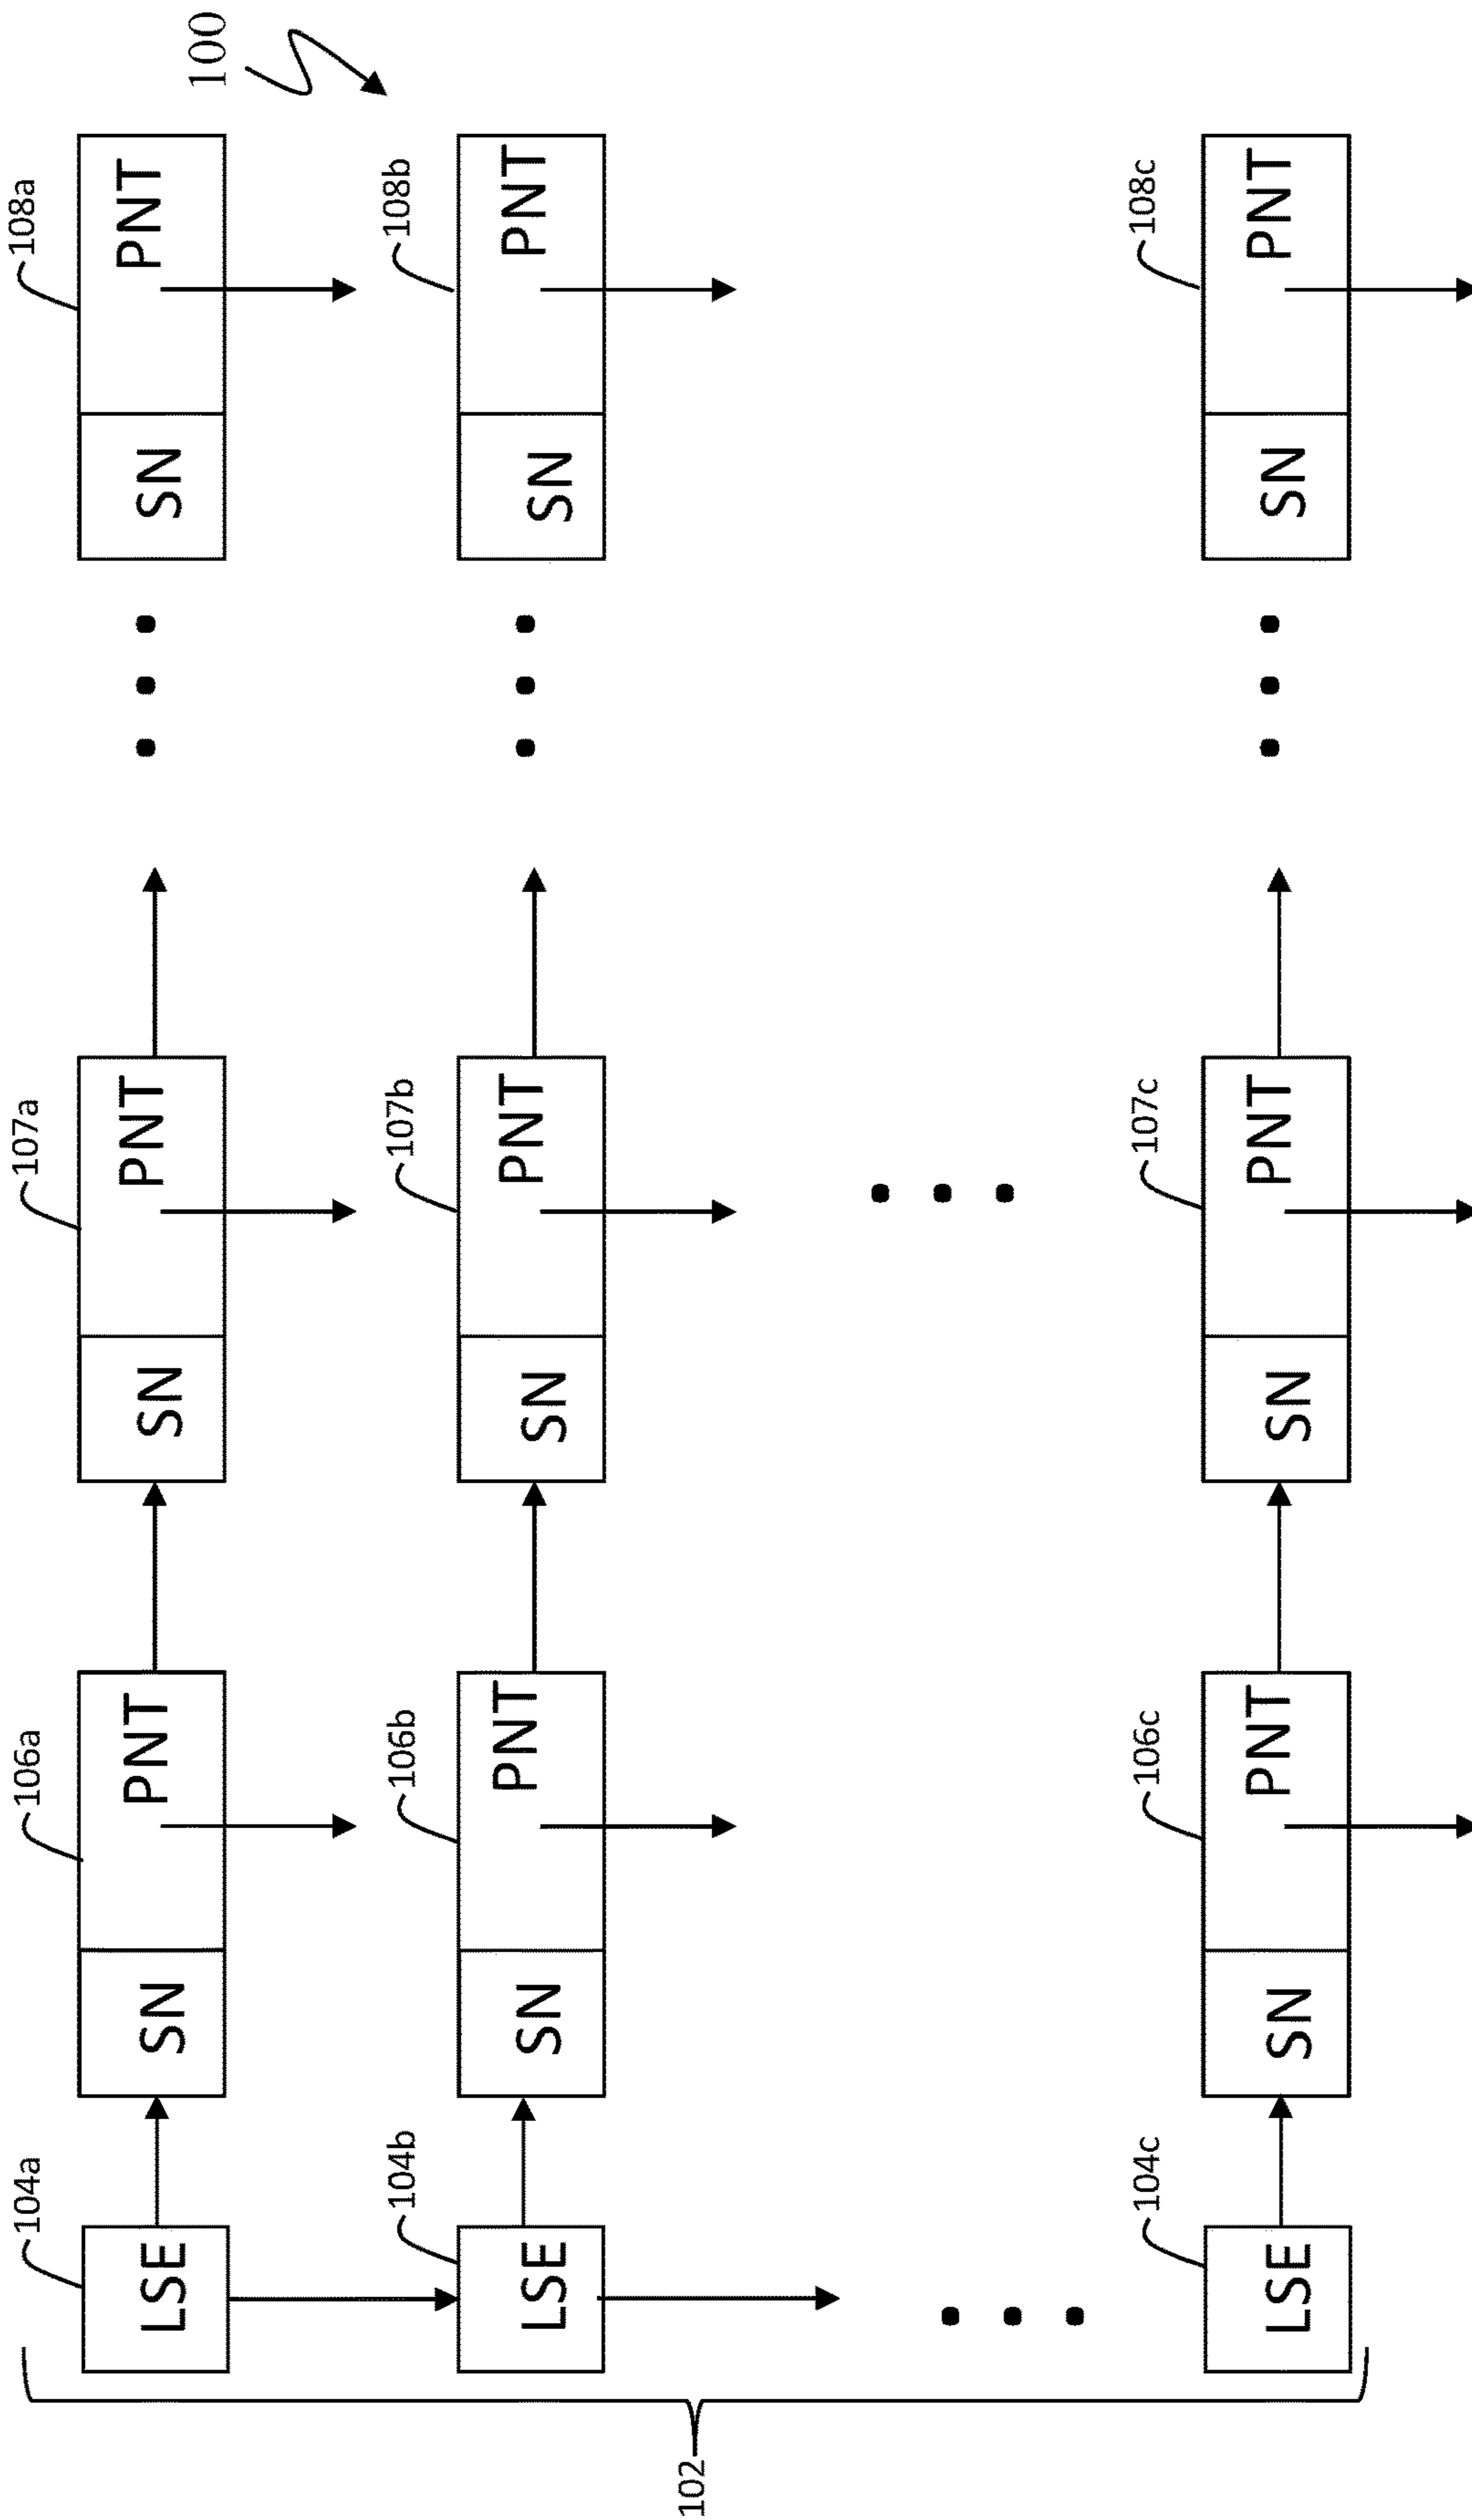 104a
106a
107a
108a
LSE
SN
PNT
SN
PNT
SN
PNT
100
104b
106b
107b
108b
LSE
SN
PNT
SN
PNT
SN
PNT
102
104c
106c
107c
108c
LSE
SN
PNT
SN
PNT
SN
PNT